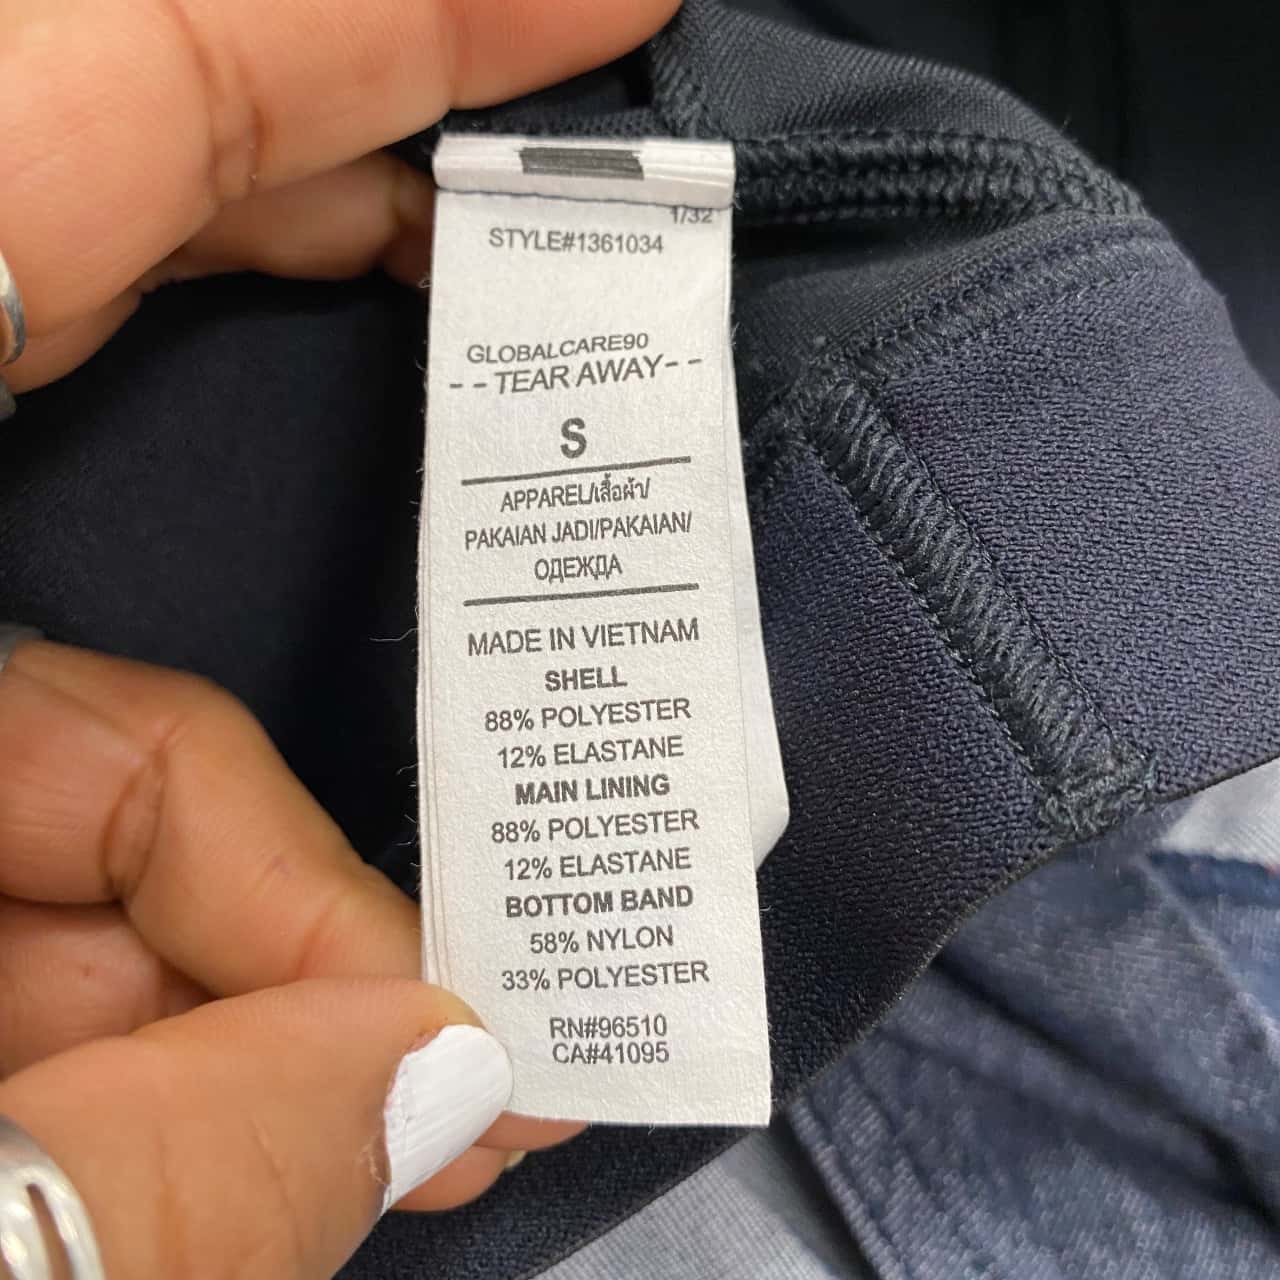 1/32
STYLE#1361034
GLOBALCARE90
--TEAR AWAY--
S
APPAREL/เสื้อผ้า/
PAKAIAN JADI/PAKAIAN/
ОДЕЖДА
MADE IN VIETNAM
SHELL
88% POLYESTER
12% ELASTANE
MAIN LINING
88% POLYESTER
12% ELASTANE
BOTTOM BAND
58% NYLON
33% POLYESTER
RN#96510
CA#41095